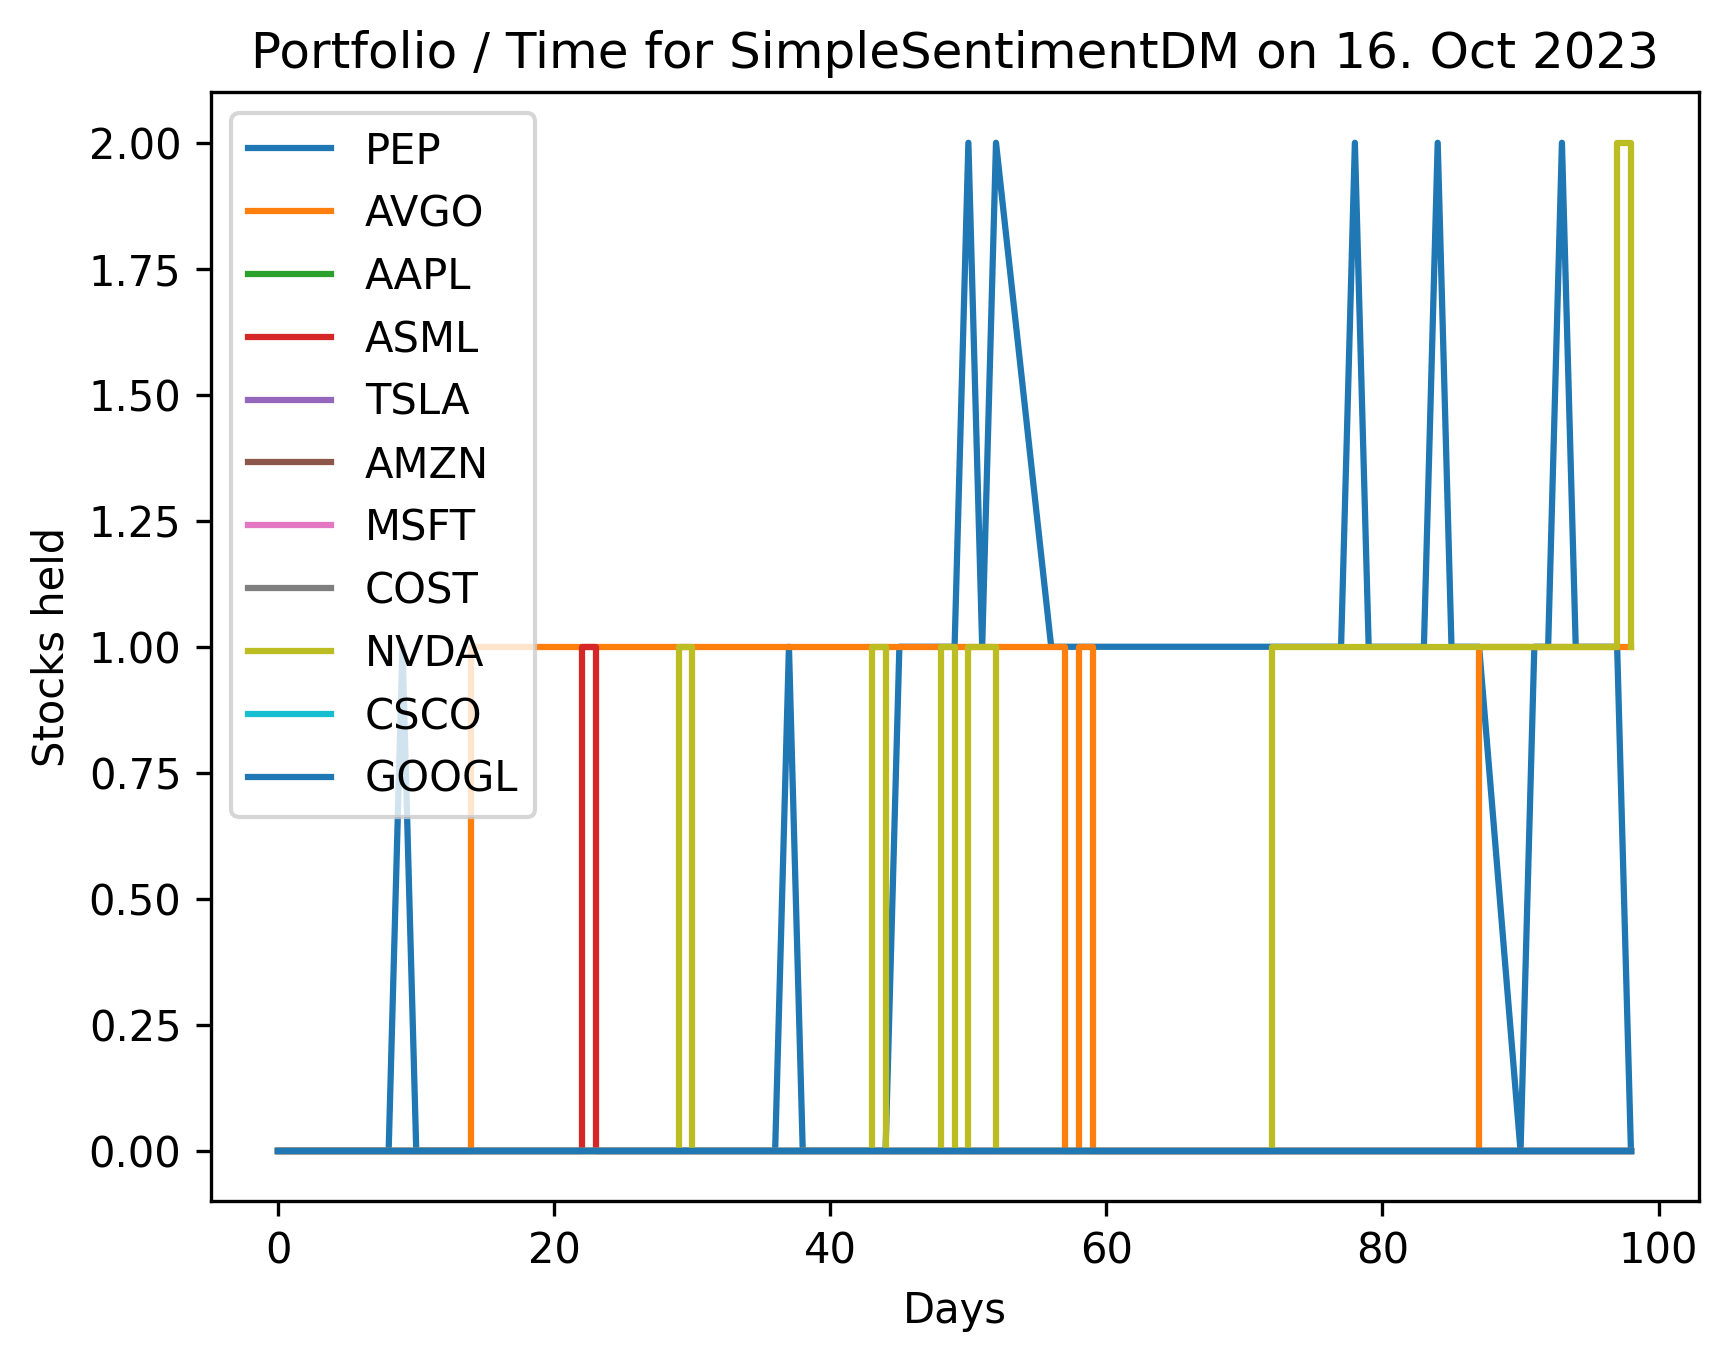 Portfolio / Time for SimpleSentimentDM on 16. Oct 2023
2.00
1.75
1.50
1.25
1.00
0.75
0.50
0.25
0.00
Stocks held
PEP
AVGO
AAPL
ASML
TSLA
AMZN
MSFT
COST
NVDA
CSCO
GOOGL
0 20 40 60 80 100
Days